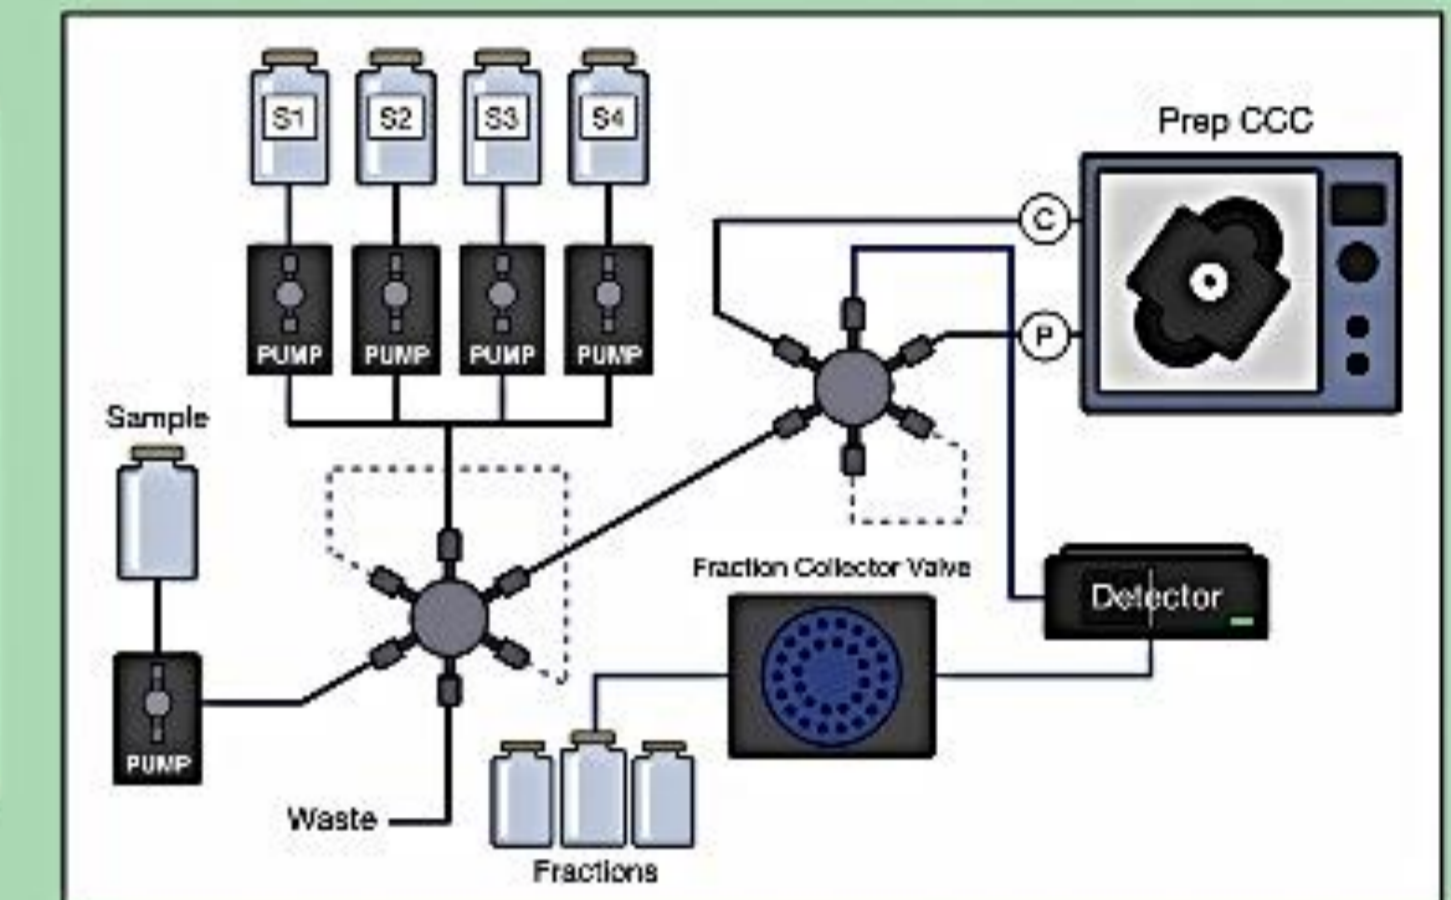 S1 S2 S3 S4
Prep CCC
C
P
PUMP PUMP PUMP PUMP
Sample
PUMP
Fraction Collector Valve
Detector
Waste
Fractions